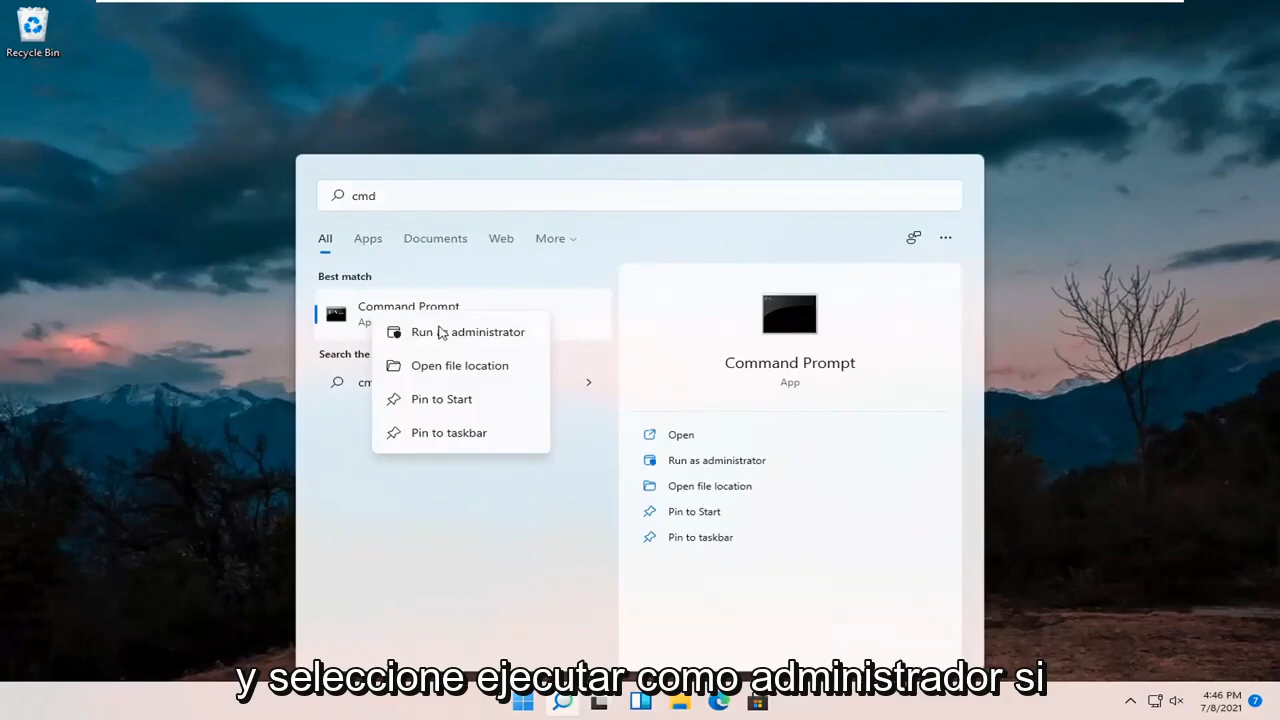 Recycle Bin
cmd
All Apps Documents Web More
Best match
Command Prompt
Run as administrator
Search the
Open file location
Pin to Start
Pin to taskbar
Command Prompt
App
Open
Run as administrator
Open file location
Pin to Start
Pin to taskbar
y seleccione ejecutar como administrador si
4:46 PM
7/8/2021
7